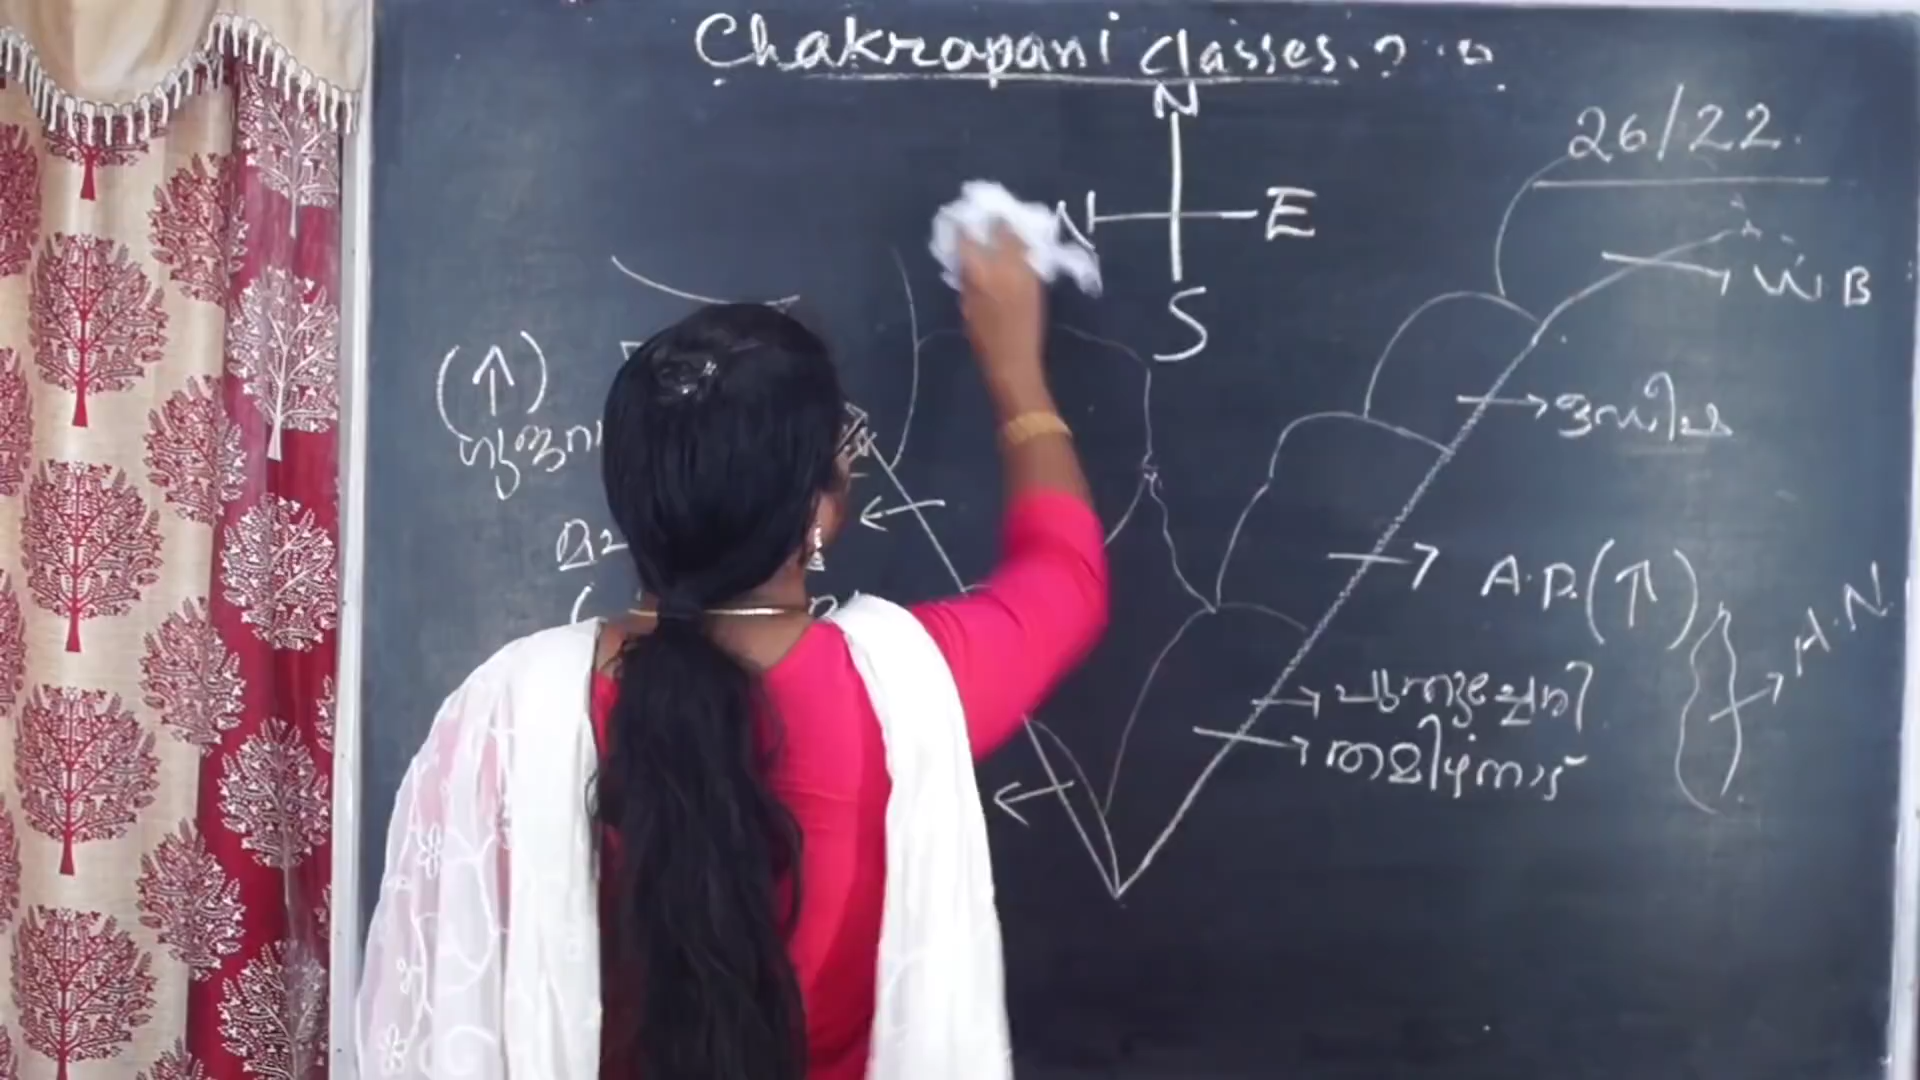 Chakrapani classes.
N
26/22.
E
W.B
S
(↑)
ഒഡീഷ
A.P. (↑)
A.N
പുതുച്ചേരി
തമിഴ്നാട്